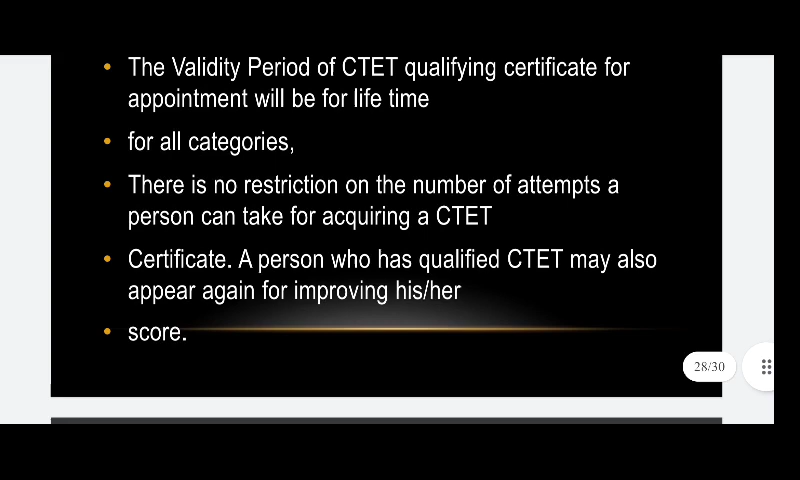 • The Validity Period of CTET qualifying certificate for
appointment will be for life time
• for all categories,
• There is no restriction on the number of attempts a
person can take for acquiring a CTET
• Certificate. A person who has qualified CTET may also
appear again for improving his/her
• score.
28/30